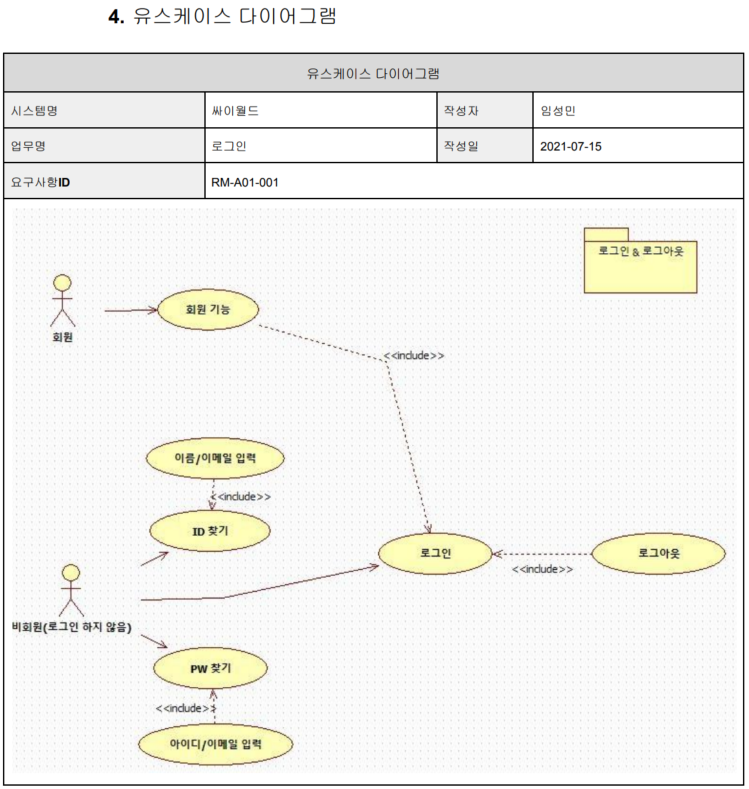 4. 유스케이스 다이어그램
유스케이스 다이어그램
시스템명 싸이월드 작성자 임성민
업무명 로그인 작성일 2021-07-15
요구사항ID RM-A01-001
로그인 & 로그아웃
회원 기능
회원
<<include>>
이름/이메일 입력
<<include>>
ID 찾기
로그인
로그아웃
<<include>>
비회원(로그인 하지 않음)
PW 찾기
<<include>>
아이디/이메일 입력